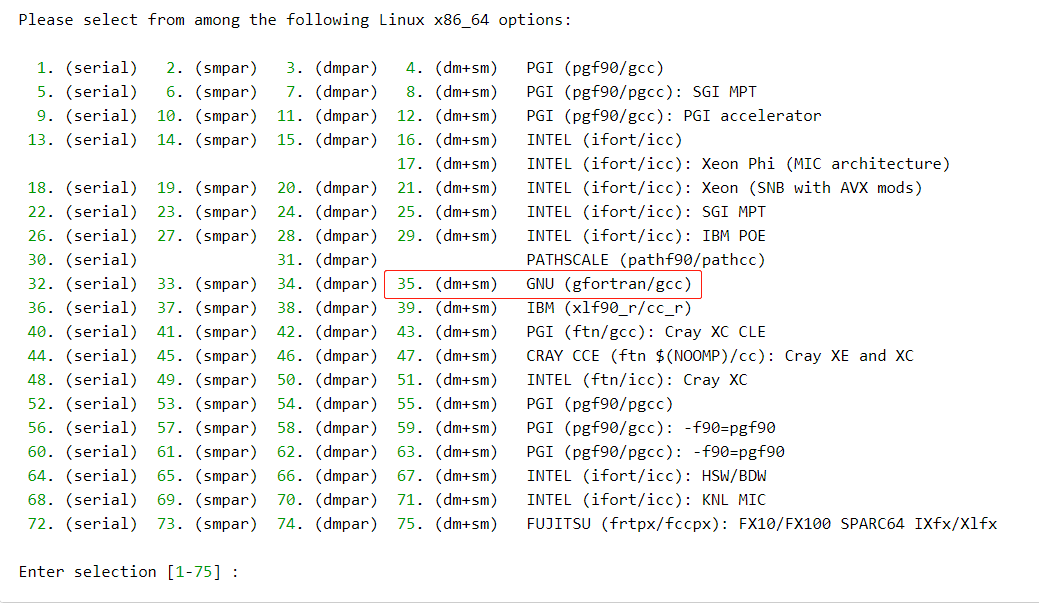 Please select from among the following Linux x86_64 options:
1. (serial) 2. (smpar) 3. (dmpar) 4. (dm+sm) PGI (pgf90/gcc)
5. (serial) 6. (smpar) 7. (dmpar) 8. (dm+sm) PGI (pgf90/pgcc): SGI MPT
9. (serial) 10. (smpar) 11. (dmpar) 12. (dm+sm) PGI (pgf90/gcc): PGI accelerator
13. (serial) 14. (smpar) 15. (dmpar) 16. (dm+sm) INTEL (ifort/icc)
17. (dm+sm) INTEL (ifort/icc): Xeon Phi (MIC architecture)
18. (serial) 19. (smpar) 20. (dmpar) 21. (dm+sm) INTEL (ifort/icc): Xeon (SNB with AVX mods)
22. (serial) 23. (smpar) 24. (dmpar) 25. (dm+sm) INTEL (ifort/icc): SGI MPT
26. (serial) 27. (smpar) 28. (dmpar) 29. (dm+sm) INTEL (ifort/icc): IBM POE
30. (serial) 31. (dmpar) PATHSCALE (pathf90/pathcc)
32. (serial) 33. (smpar) 34. (dmpar) 35. (dm+sm) GNU (gfortran/gcc)
36. (serial) 37. (smpar) 38. (dmpar) 39. (dm+sm) IBM (xlf90_r/cc_r)
40. (serial) 41. (smpar) 42. (dmpar) 43. (dm+sm) PGI (ftn/gcc): Cray XC CLE
44. (serial) 45. (smpar) 46. (dmpar) 47. (dm+sm) CRAY CCE (ftn $(NOOMP)/cc): Cray XE and XC
48. (serial) 49. (smpar) 50. (dmpar) 51. (dm+sm) INTEL (ftn/icc): Cray XC
52. (serial) 53. (smpar) 54. (dmpar) 55. (dm+sm) PGI (pgf90/pgcc)
56. (serial) 57. (smpar) 58. (dmpar) 59. (dm+sm) PGI (pgf90/gcc): -f90=pgf90
60. (serial) 61. (smpar) 62. (dmpar) 63. (dm+sm) PGI (pgf90/pgcc): -f90=pgf90
64. (serial) 65. (smpar) 66. (dmpar) 67. (dm+sm) INTEL (ifort/icc): HSW/BDW
68. (serial) 69. (smpar) 70. (dmpar) 71. (dm+sm) INTEL (ifort/icc): KNL MIC
72. (serial) 73. (smpar) 74. (dmpar) 75. (dm+sm) FUJITSU (frtpx/fccpx): FX10/FX100 SPARC64 IXfx/Xlfx
Enter selection [1-75] :